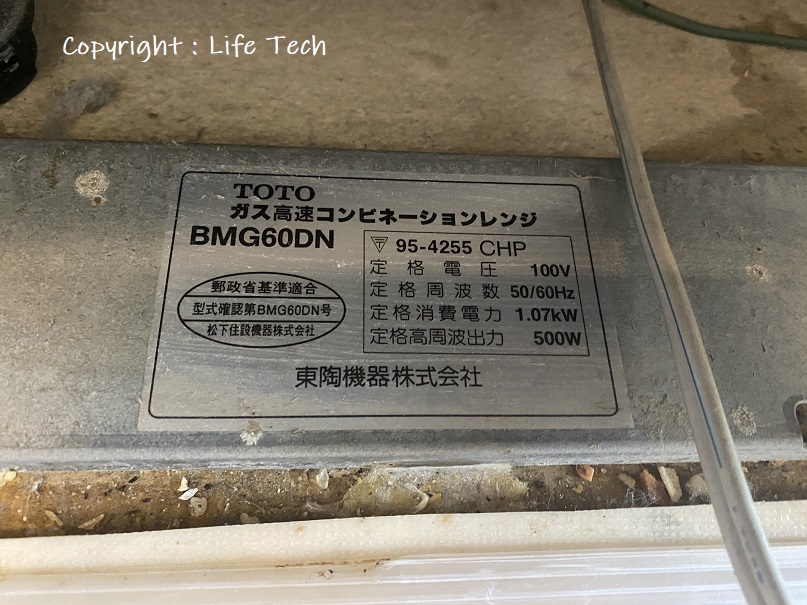 Copyright : Life Tech
TOTO
ガス高速コンビネーションレンジ
BMG60DN
郵政省基準適合
型式確認第BMG60DN号
松下住設機器株式会社
95-4255 CHP
定格電圧 100V
定格周波数 50/60Hz
定格消費電力 1.07kW
定格高周波出力 500W
東陶機器株式会社